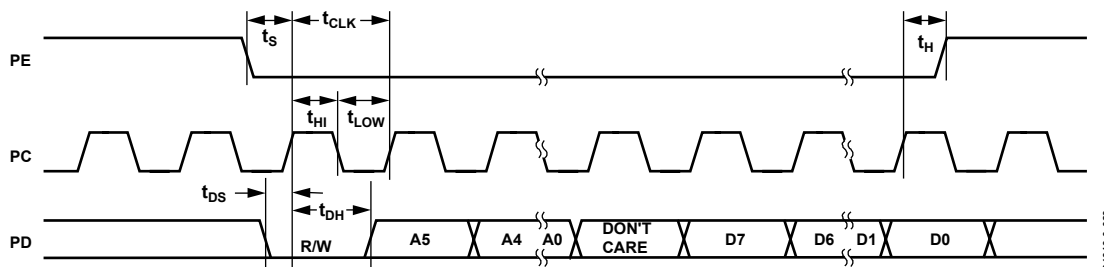 tS
tCLK
tH
PE
tHI
tLOW
PC
tDS
tDH
PD
R/W
A5
A4
A0
DON'T
CARE
D7
D6
D1
D0